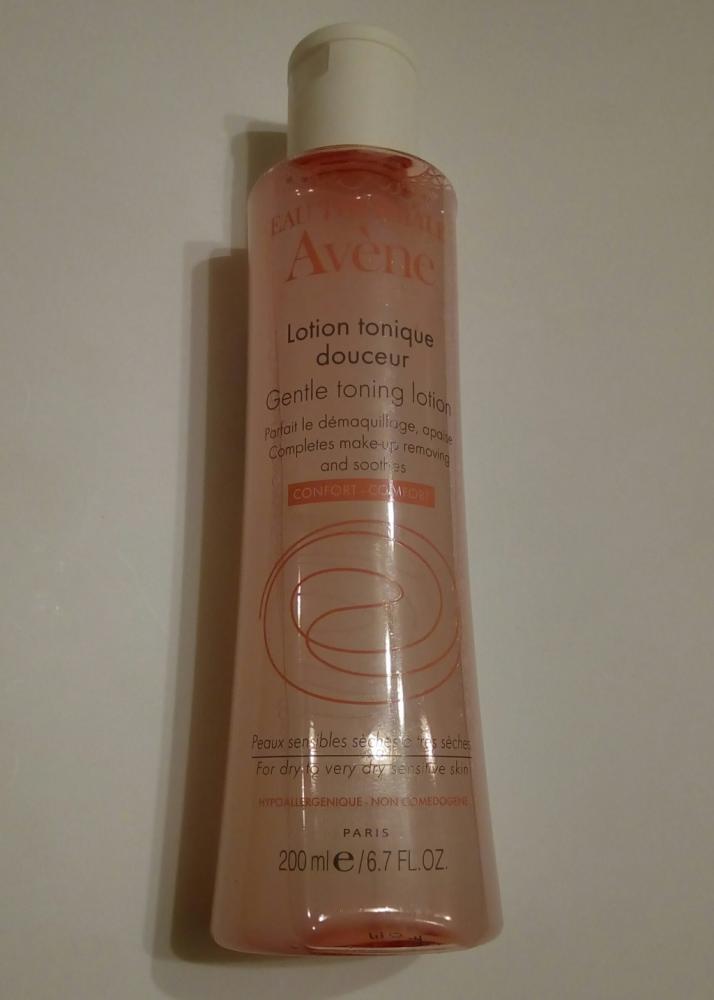 EAU THERMALE
Avène
Lotion tonique
douceur
Gentle toning lotion
Parfait le démaquillage, apaise
Completes make-up removing
and soothes
CONFORT - COMFORT
Peaux sensibles sèches à très sèches
For dry to very dry sensitive skin
HYPOALLERGENIQUE - NON COMEDOGENE
PARIS
200 ml e / 6.7 FL.OZ.